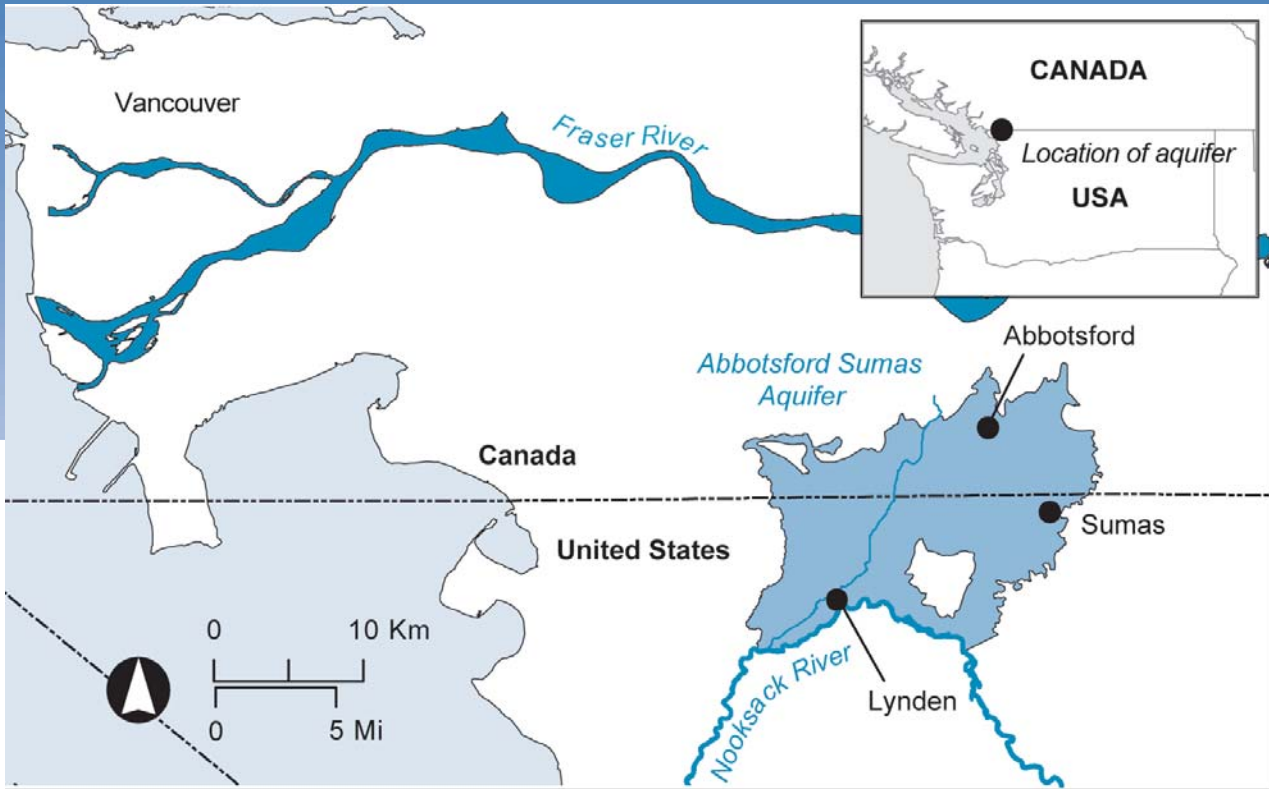 Vancouver
Fraser River
CANADA
Location of aquifer
USA
Abbotsford
Abbotsford Sumas
Aquifer
Canada
Sumas
United States
0 10 Km
0 5 Mi
Nooksack River
Lynden